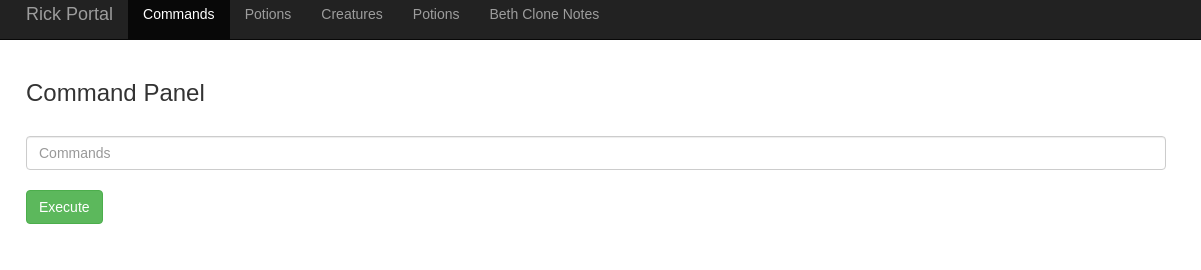 Rick Portal Commands Potions Creatures Potions Beth Clone Notes
Command Panel
Commands
Execute